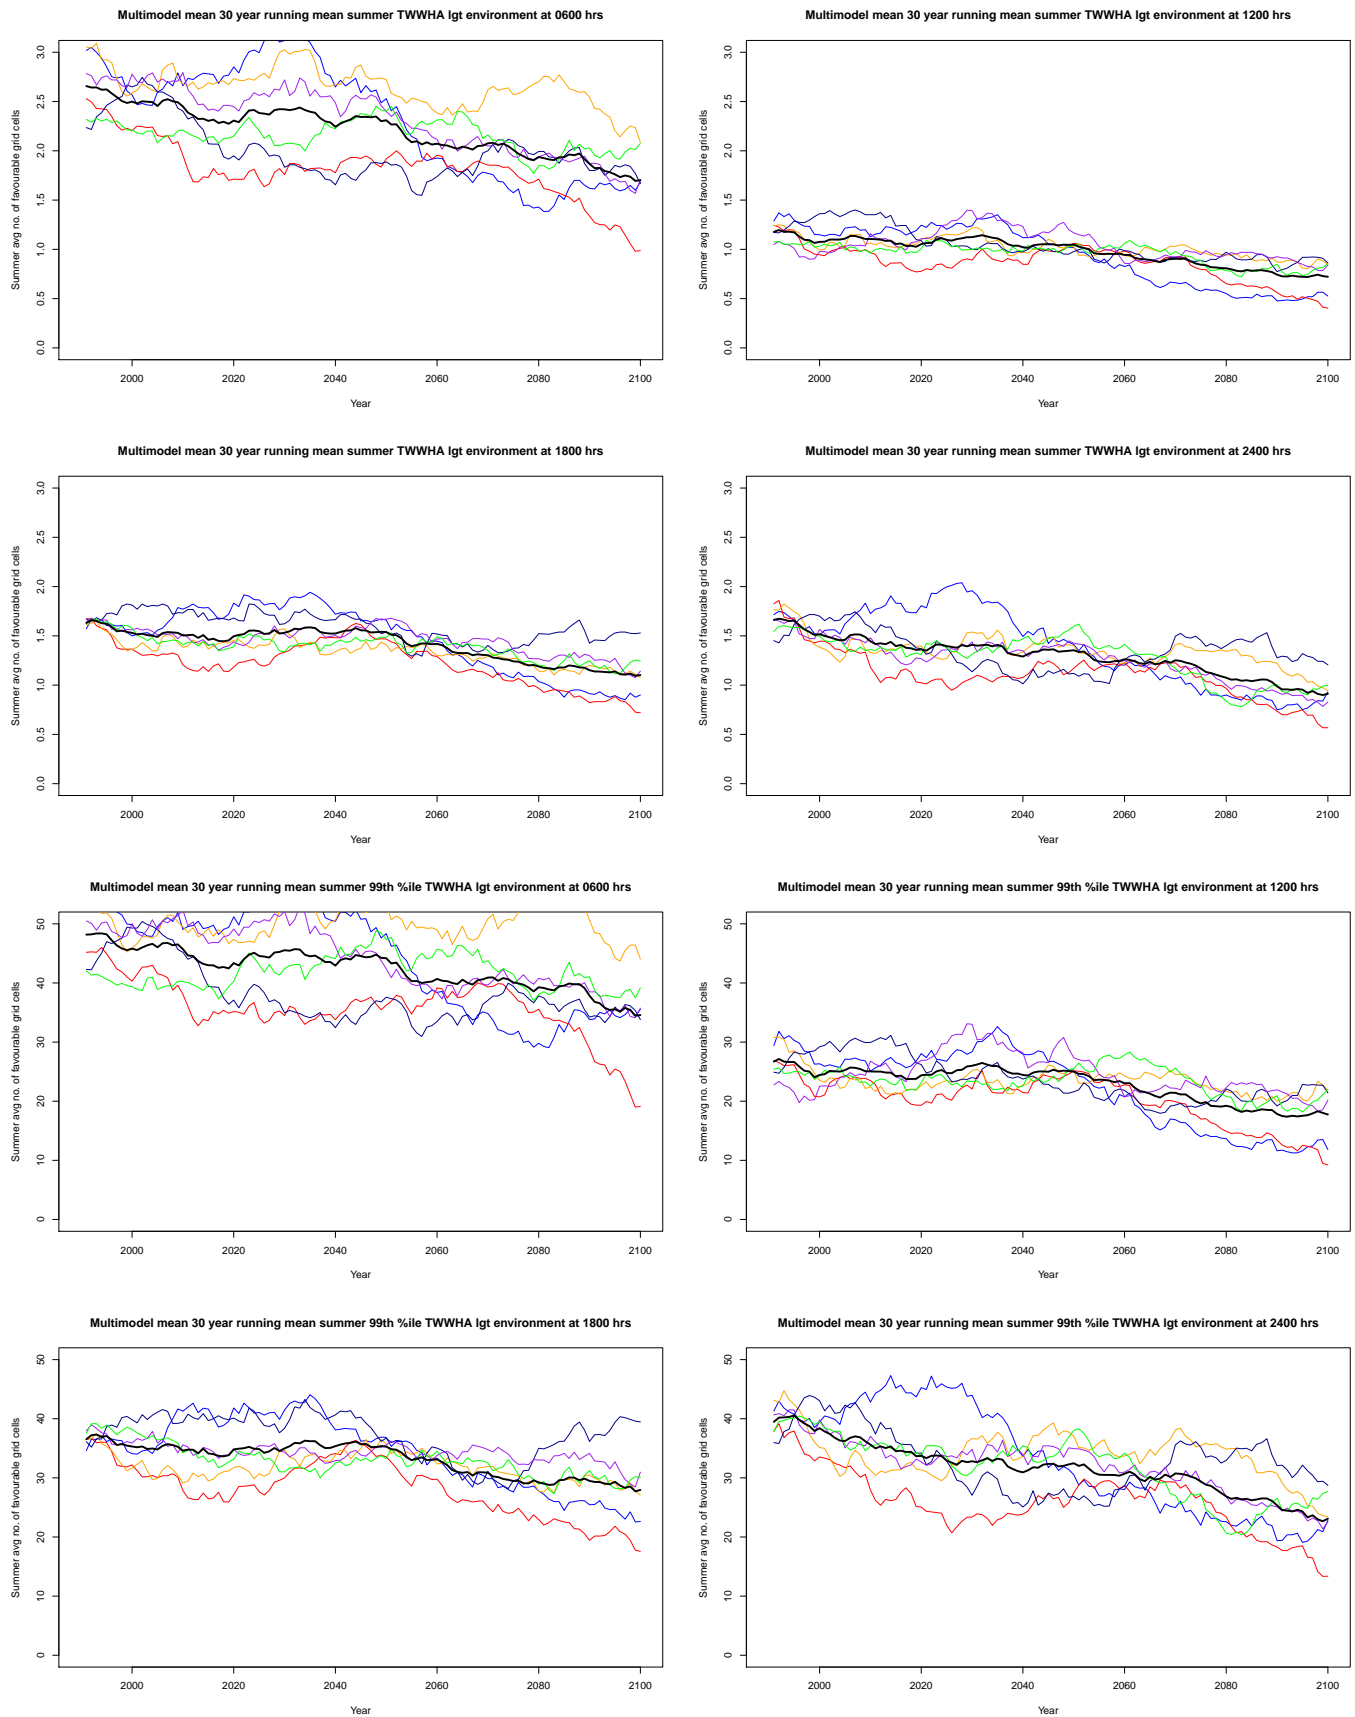 Multimodel mean 30 year running mean summer TWWHA lgt environment at 0600 hrs
Summer avg no. of favourable grid cells
3.0
2.5
2.0
1.5
1.0
0.5
0.0
2000 2020 2040 2060 2080 2100
Year
Multimodel mean 30 year running mean summer TWWHA lgt environment at 1200 hrs
Summer avg no. of favourable grid cells
3.0
2.5
2.0
1.5
1.0
0.5
0.0
2000 2020 2040 2060 2080 2100
Year
Multimodel mean 30 year running mean summer TWWHA lgt environment at 1800 hrs
Summer avg no. of favourable grid cells
3.0
2.5
2.0
1.5
1.0
0.5
0.0
2000 2020 2040 2060 2080 2100
Year
Multimodel mean 30 year running mean summer TWWHA lgt environment at 2400 hrs
Summer avg no. of favourable grid cells
3.0
2.5
2.0
1.5
1.0
0.5
0.0
2000 2020 2040 2060 2080 2100
Year
Multimodel mean 30 year running mean summer 99th %ile TWWHA lgt environment at 0600 hrs
Summer avg no. of favourable grid cells
50
40
30
20
10
0
2000 2020 2040 2060 2080 2100
Year
Multimodel mean 30 year running mean summer 99th %ile TWWHA lgt environment at 1200 hrs
Summer avg no. of favourable grid cells
50
40
30
20
10
0
2000 2020 2040 2060 2080 2100
Year
Multimodel mean 30 year running mean summer 99th %ile TWWHA lgt environment at 1800 hrs
Summer avg no. of favourable grid cells
50
40
30
20
10
0
2000 2020 2040 2060 2080 2100
Year
Multimodel mean 30 year running mean summer 99th %ile TWWHA lgt environment at 2400 hrs
Summer avg no. of favourable grid cells
50
40
30
20
10
0
2000 2020 2040 2060 2080 2100
Year